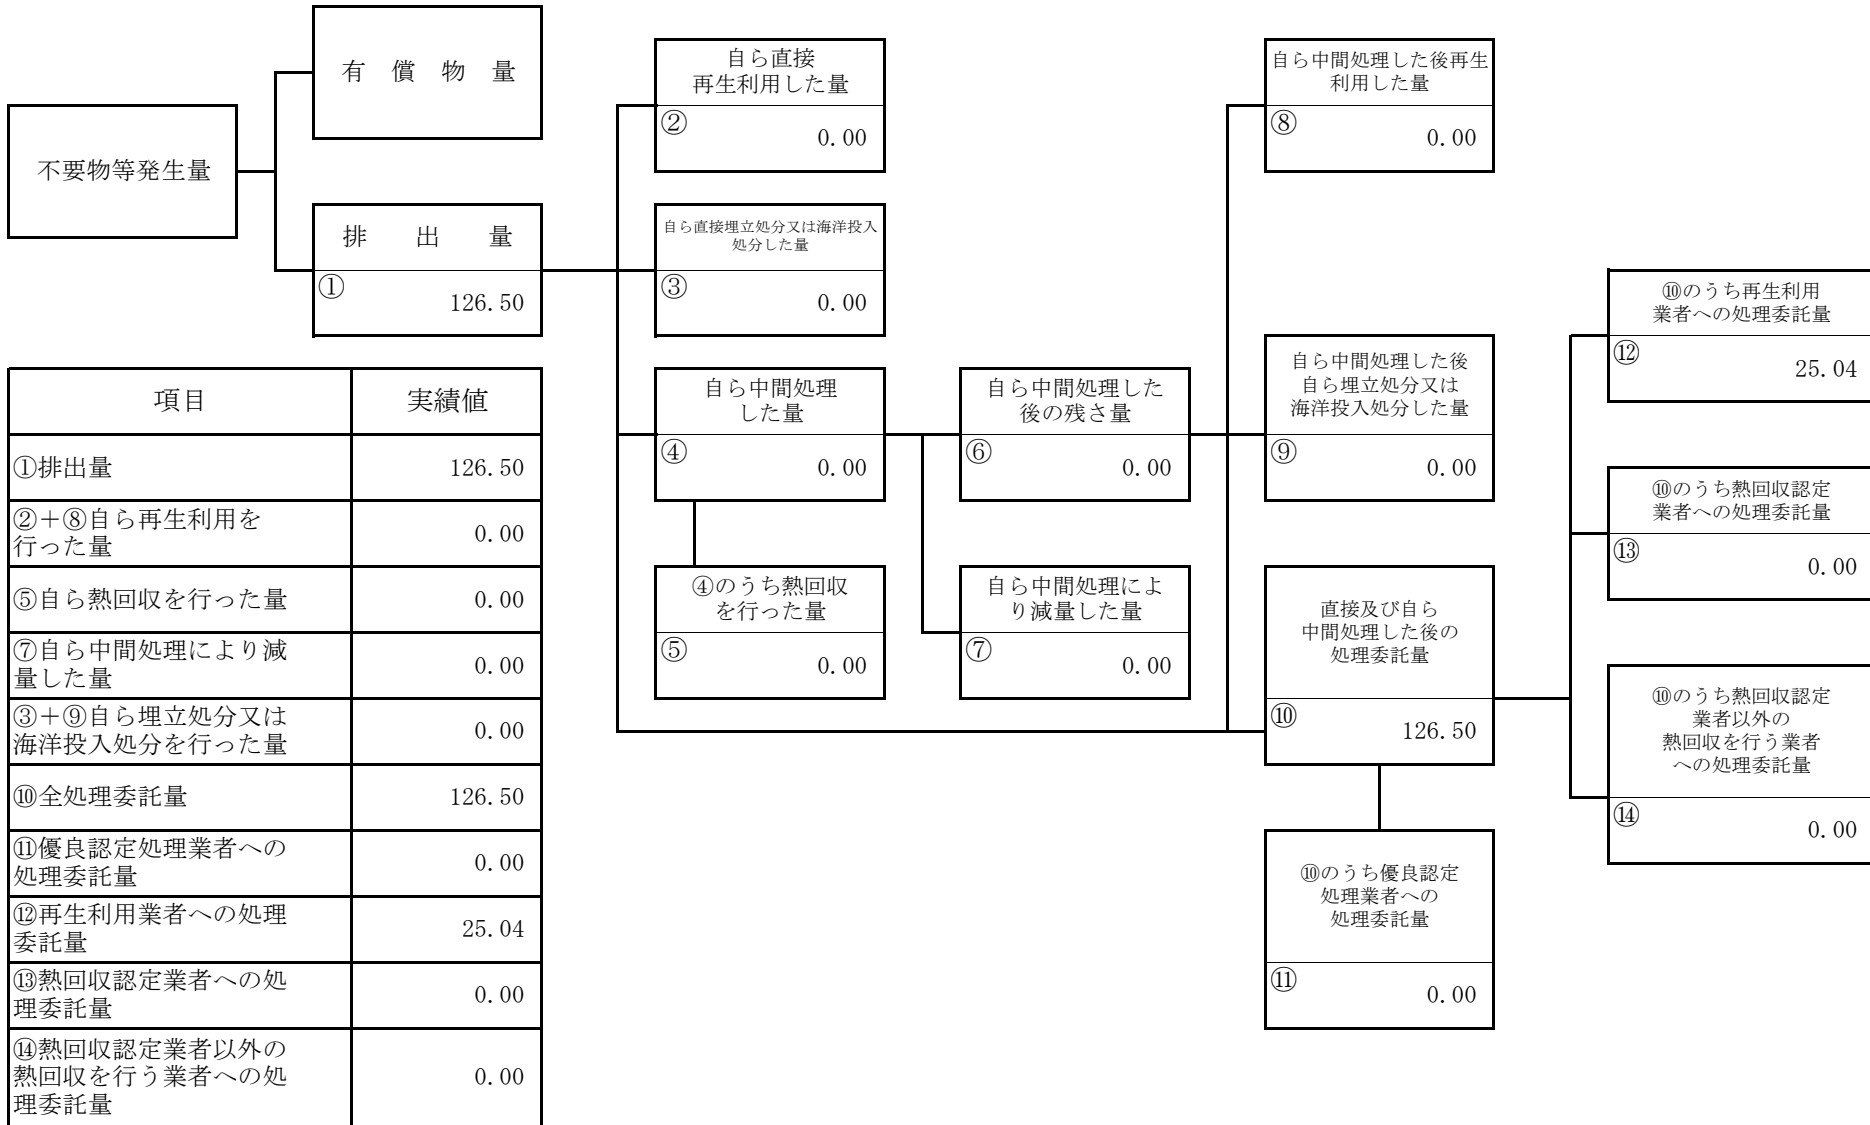 不要物等発生量
有償物量
排出量
①
126.50
自ら直接
再生利用した量
②
0.00
自ら直接埋立処分又は海洋投入
処分した量
③
0.00
自ら中間処理
した量
④
0.00
④のうち熱回収
を行った量
⑤
0.00
自ら中間処理した
後の残さ量
⑥
0.00
自ら中間処理によ
り減量した量
⑦
0.00
自ら中間処理した後再生
利用した量
⑧
0.00
自ら中間処理した後
自ら埋立処分又は
海洋投入処分した量
⑨
0.00
直接及び自ら
中間処理した後の
処理委託量
⑩
126.50
⑩のうち優良認定
処理業者への
処理委託量
⑪
0.00
⑩のうち再生利用
業者への処理委託量
⑫
25.04
⑩のうち熱回収認定
業者への処理委託量
⑬
0.00
⑩のうち熱回収認定
業者以外の
熱回収を行う業者
への処理委託量
⑭
0.00
項目 実績値
①排出量 126.50
②＋⑧自ら再生利用を
行った量 0.00
⑤自ら熱回収を行った量 0.00
⑦自ら中間処理により減
量した量 0.00
③＋⑨自ら埋立処分又は
海洋投入処分を行った量 0.00
⑩全処理委託量 126.50
⑪優良認定処理業者への
処理委託量 0.00
⑫再生利用業者への処理
委託量 25.04
⑬熱回収認定業者への処
理委託量 0.00
⑭熱回収認定業者以外の
熱回収を行う業者への処
理委託量 0.00